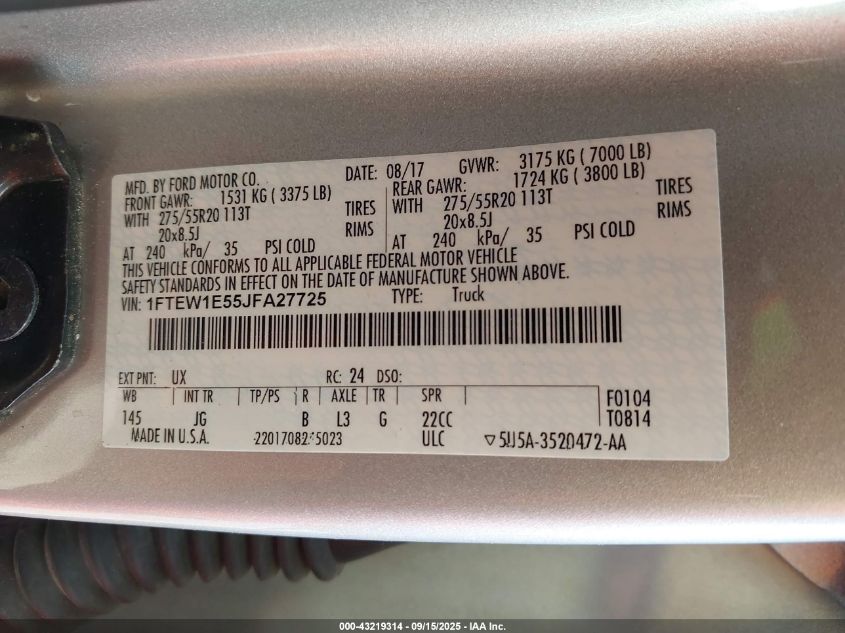 MFD. BY FORD MOTOR CO. DATE: 08/17 GVWR: 3175 KG ( 7000 LB)
FRONT GAWR: 1531 KG ( 3375 LB) REAR GAWR: 1724 KG ( 3800 LB)
WITH 275/55R20 113T TIRES WITH 275/55R20 113T TIRES
20x8.5J RIMS 20x8.5J RIMS
AT 240 kPa/ 35 PSI COLD AT 240 kPa/ 35 PSI COLD
THIS VEHICLE CONFORMS TO ALL APPLICABLE FEDERAL MOTOR VEHICLE
SAFETY STANDARDS IN EFFECT ON THE DATE OF MANUFACTURE SHOWN ABOVE.
VIN: 1FTEW1E55JFA27725 TYPE: Truck
EXT PNT: UX RC: 24 DSO:
WB INT TR TP/PS R AXLE TR SPR F0104
145 JG B L3 G 22CC T0814
MADE IN U.S.A. ULC
000-43219314 - 09/15/2025 - IAA Inc.